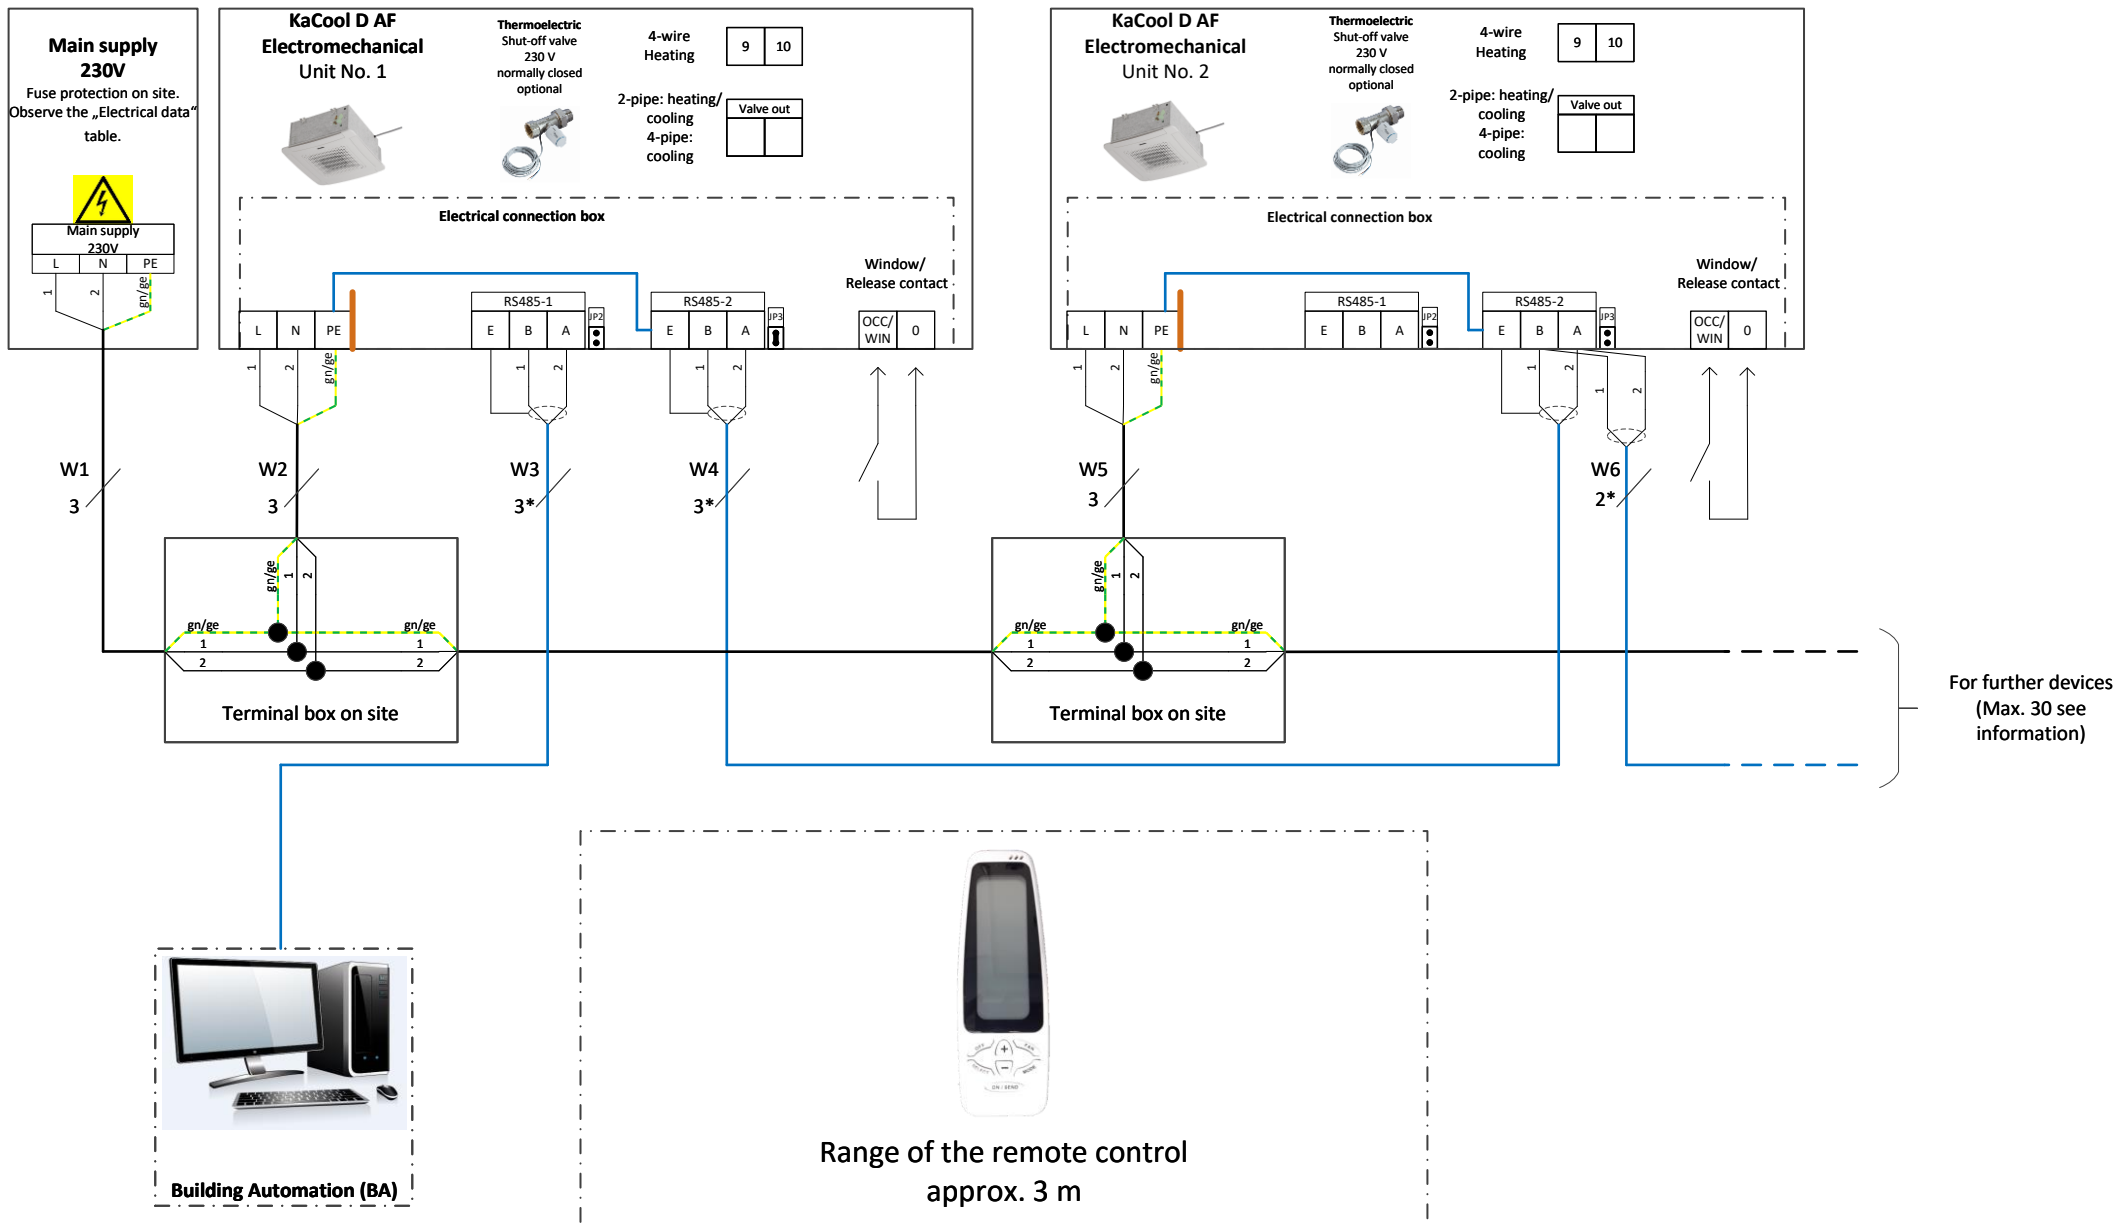 Main supply
230V
Fuse protection on site.
Observe the „Electrical data“
table.
Main supply
230V
L N PE
1 2 gn/ge
KaCool D AF
Electromechanical
Unit No. 1
Thermoelectric
Shut-off valve
230 V
normally closed
optional
4-wire
Heating
9 10
2-pipe: heating/
cooling
4-pipe:
cooling
Valve out
Electrical connection box
Window/
Release contact
L N PE
RS485-1
E B A
JP2
RS485-2
E B A
JP3
OCC/
WIN
0
1 2 gn/ge
1 2
1 2
KaCool D AF
Electromechanical
Unit No. 2
Thermoelectric
Shut-off valve
230 V
normally closed
optional
4-wire
Heating
9 10
2-pipe: heating/
cooling
4-pipe:
cooling
Valve out
Electrical connection box
Window/
Release contact
L N PE
RS485-1
E B A
JP2
RS485-2
E B A
JP3
OCC/
WIN
0
1 2 gn/ge
1 2
1 2
W1
3
W2
3
W3
3*
W4
3*
W5
3
W6
2*
gn/ge 1 2
gn/ge gn/ge
1 1
2 2
Terminal box on site
gn/ge 1 2
gn/ge gn/ge
1 1
2 2
Terminal box on site
For further devices
(Max. 30 see
information)
OFF FAN
+
SELECT MODE
−
ON / SEND
Range of the remote control
approx. 3 m
Building Automation (BA)